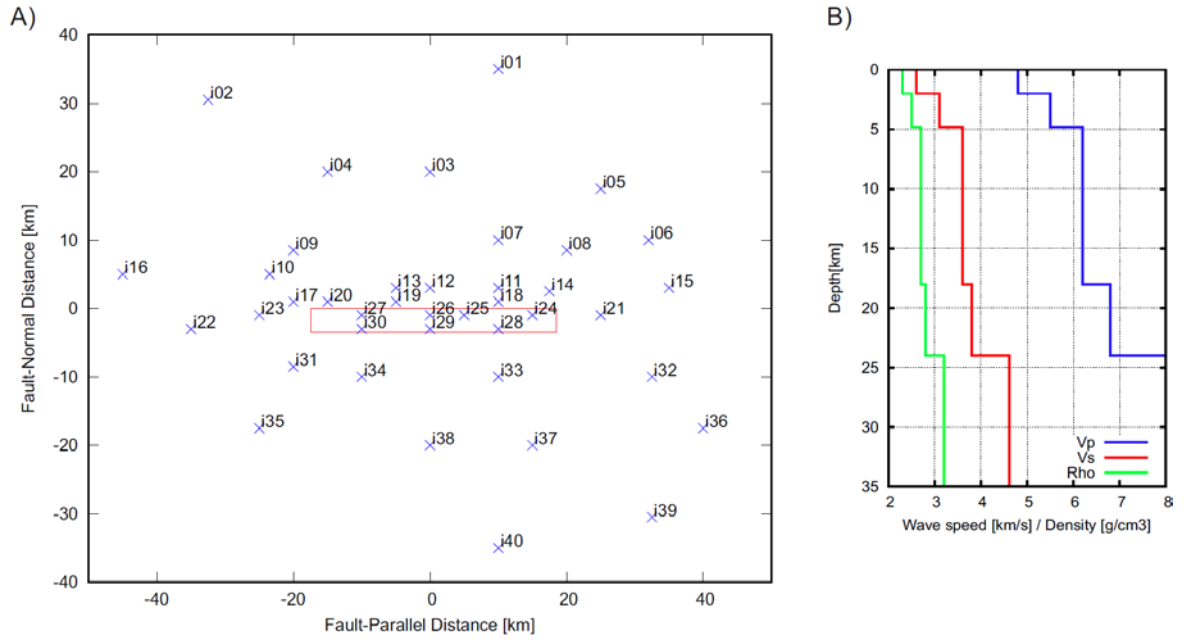 A)
B)
40
30
20
10
0
-10
-20
-30
-40
Fault-Normal Distance [km]
i01
i02
i04
i03
i05
i07
i06
i09
i08
i16
i10
i13
i12
i11
i14
i15
i17
i20
i19
i18
i23
i27
i26
i25
i24
i21
i22
i30
i29
i28
i31
i34
i33
i32
i35
i36
i38
i37
i39
i40
-40
-20
0
20
40
Fault-Parallel Distance [km]
0
5
10
15
20
25
30
35
Depth[km]
Vp
Vs
Rho
2
3
4
5
6
7
8
Wave speed [km/s] / Density [g/cm3]